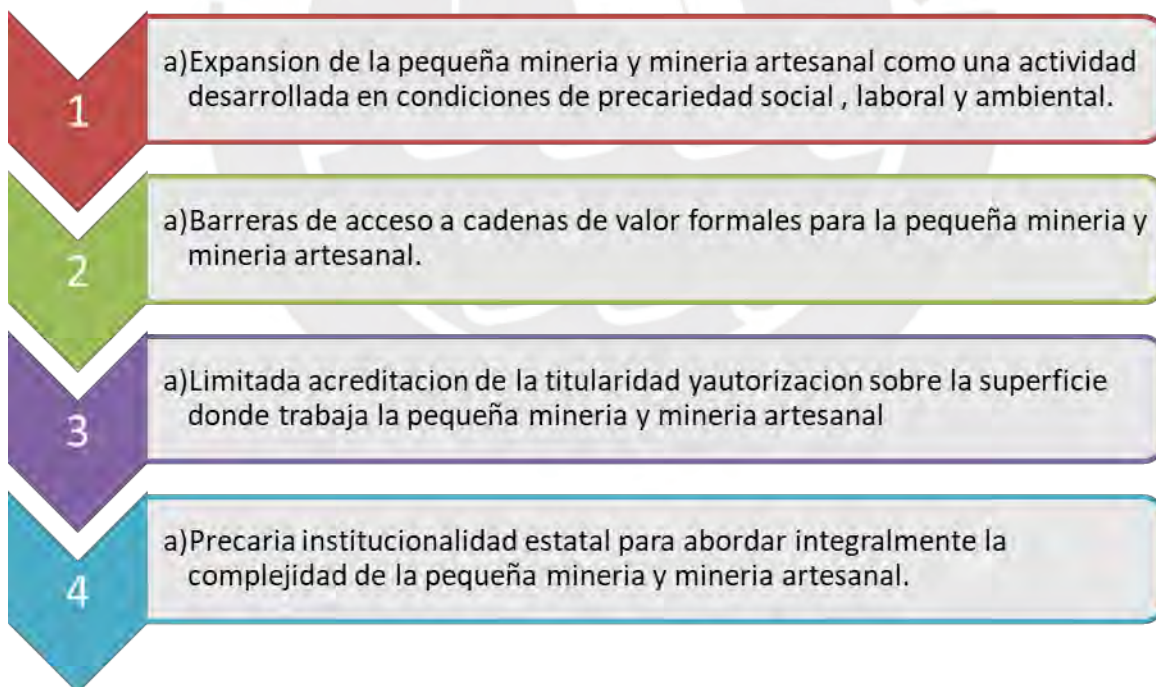 1
a)Expansion de la pequeña mineria y mineria artesanal como una actividad
desarrollada en condiciones de precariedad social , laboral y ambiental.
2
a)Barreras de acceso a cadenas de valor formales para la pequeña mineria y
mineria artesanal.
3
a)Limitada acreditacion de la titularidad yautorizacion sobre la superficie
donde trabaja la pequeña mineria y mineria artesanal
4
a)Precaria institucionalidad estatal para abordar integralmente la
complejidad de la pequeña mineria y mineria artesanal.